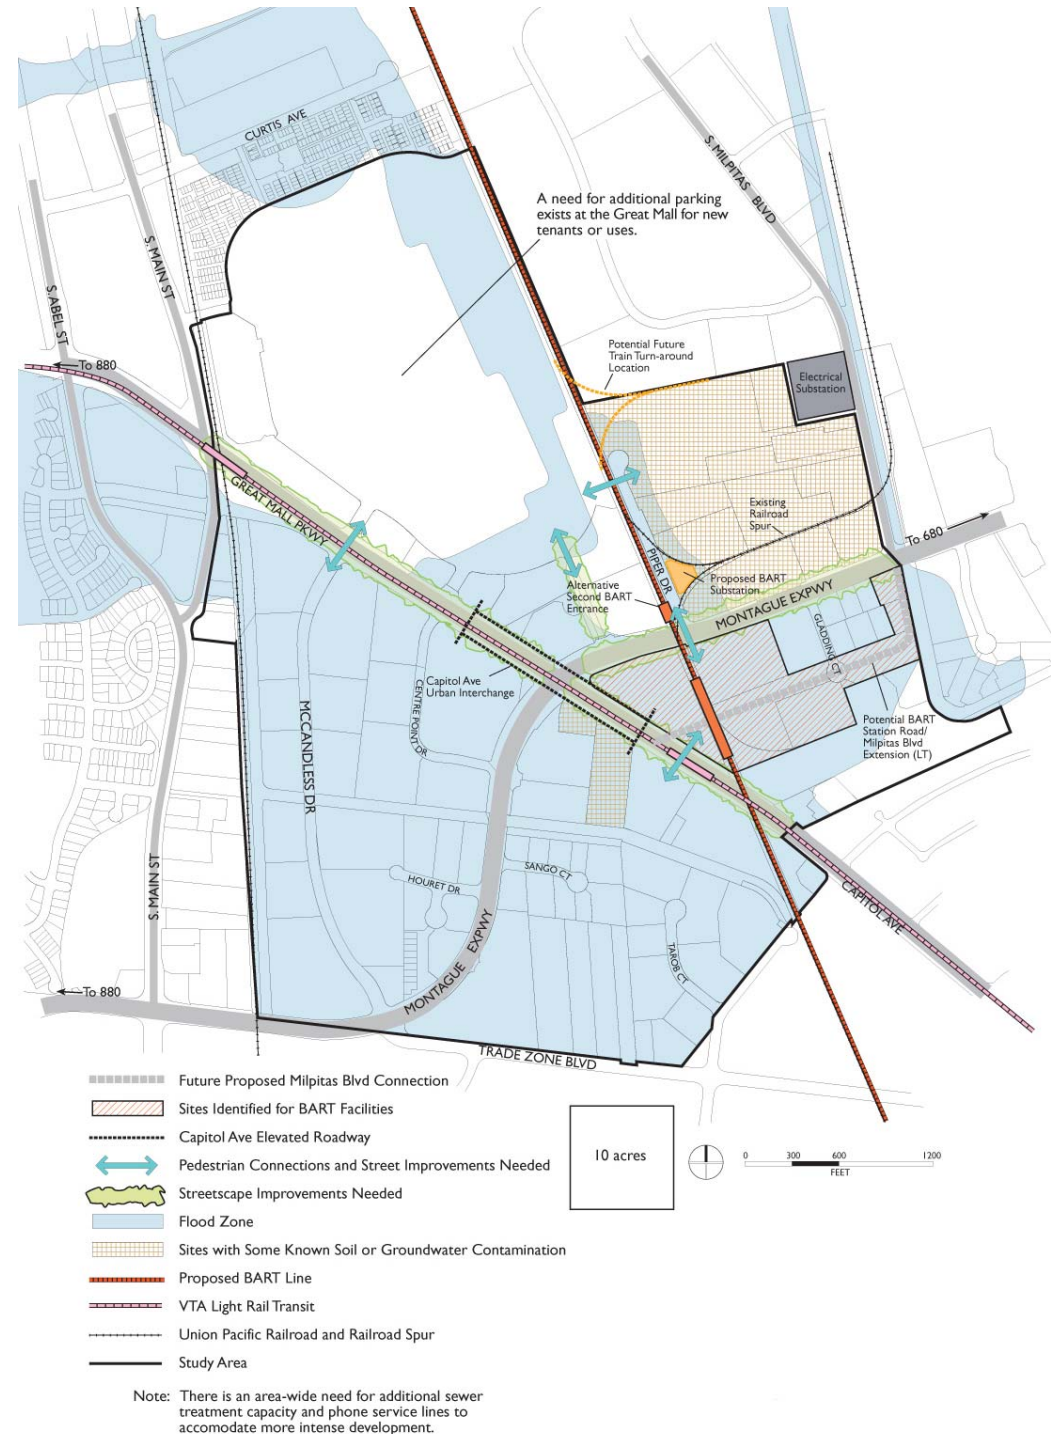 CURTIS AVE
S. MILPITAS BLVD
A need for additional parking
exists at the Great Mall for new
tenants or uses.
S. MAIN ST
S. ABEL ST
To 880
Potential Future
Train Turn-around
Location
Electrical
Substation
GREAT MALL PKWY
Existing
Railroad
Spur
To 680
PIPER DR
Alternative
Second BART
Entrance
Proposed BART
Substation
MONTAGUE EXPWY
GLADDING CT
Capitol Ave
Urban Interchange
CENTRE POINT DR
MCCANDLESS DR
Potential BART
Station Road/
Milpitas Blvd
Extension (LT)
S. MAIN ST
HOURET DR
SANGO CT
CAPITOL AVE
MONTAGUE EXPWY
TAROB CT
To 880
TRADE ZONE BLVD
Future Proposed Milpitas Blvd Connection
Sites Identified for BART Facilities
Capitol Ave Elevated Roadway
Pedestrian Connections and Street Improvements Needed
Streetscape Improvements Needed
Flood Zone
Sites with Some Known Soil or Groundwater Contamination
Proposed BART Line
VTA Light Rail Transit
Union Pacific Railroad and Railroad Spur
Study Area
10 acres
0 300 600 1200
FEET
Note: There is an area-wide need for additional sewer
treatment capacity and phone service lines to
accomodate more intense development.